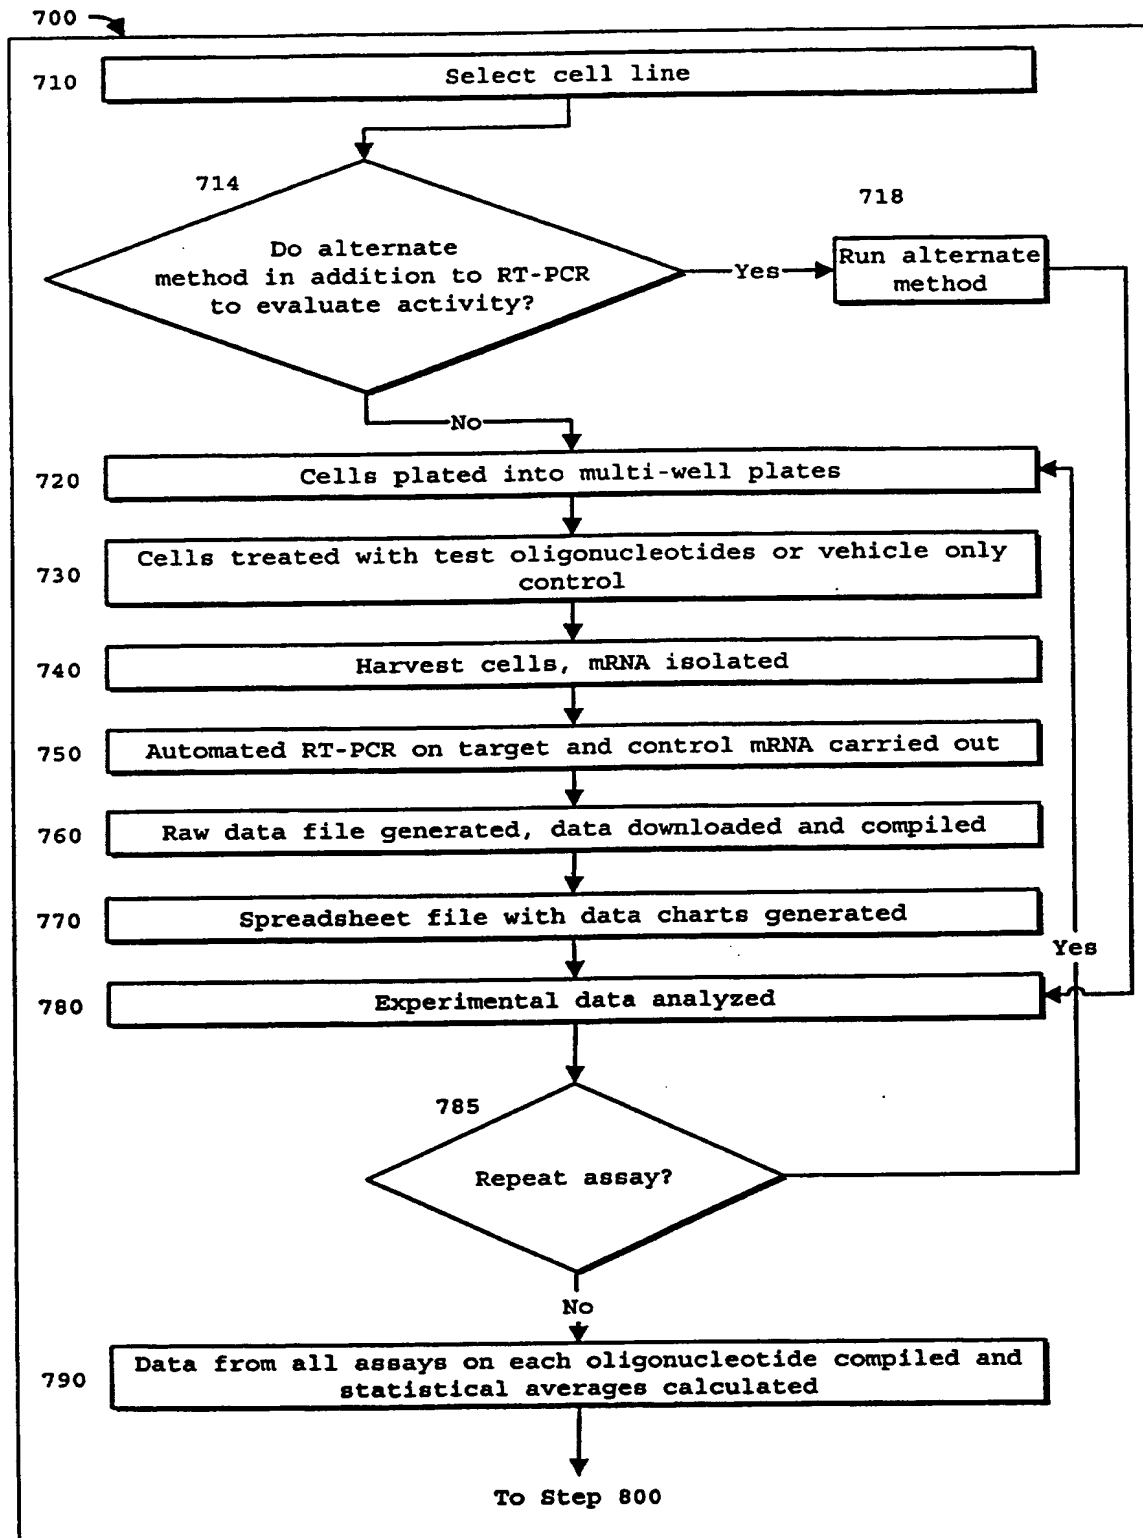 700
710
Select cell line
714
718
Do alternate
method in addition to RT-PCR
to evaluate activity?
Yes
Run alternate
method
No
720
Cells plated into multi-well plates
730
Cells treated with test oligonucleotides or vehicle only
control
740
Harvest cells, mRNA isolated
750
Automated RT-PCR on target and control mRNA carried out
760
Raw data file generated, data downloaded and compiled
770
Spreadsheet file with data charts generated
Yes
780
Experimental data analyzed
785
Repeat assay?
No
790
Data from all assays on each oligonucleotide compiled and
statistical averages calculated
To Step 800